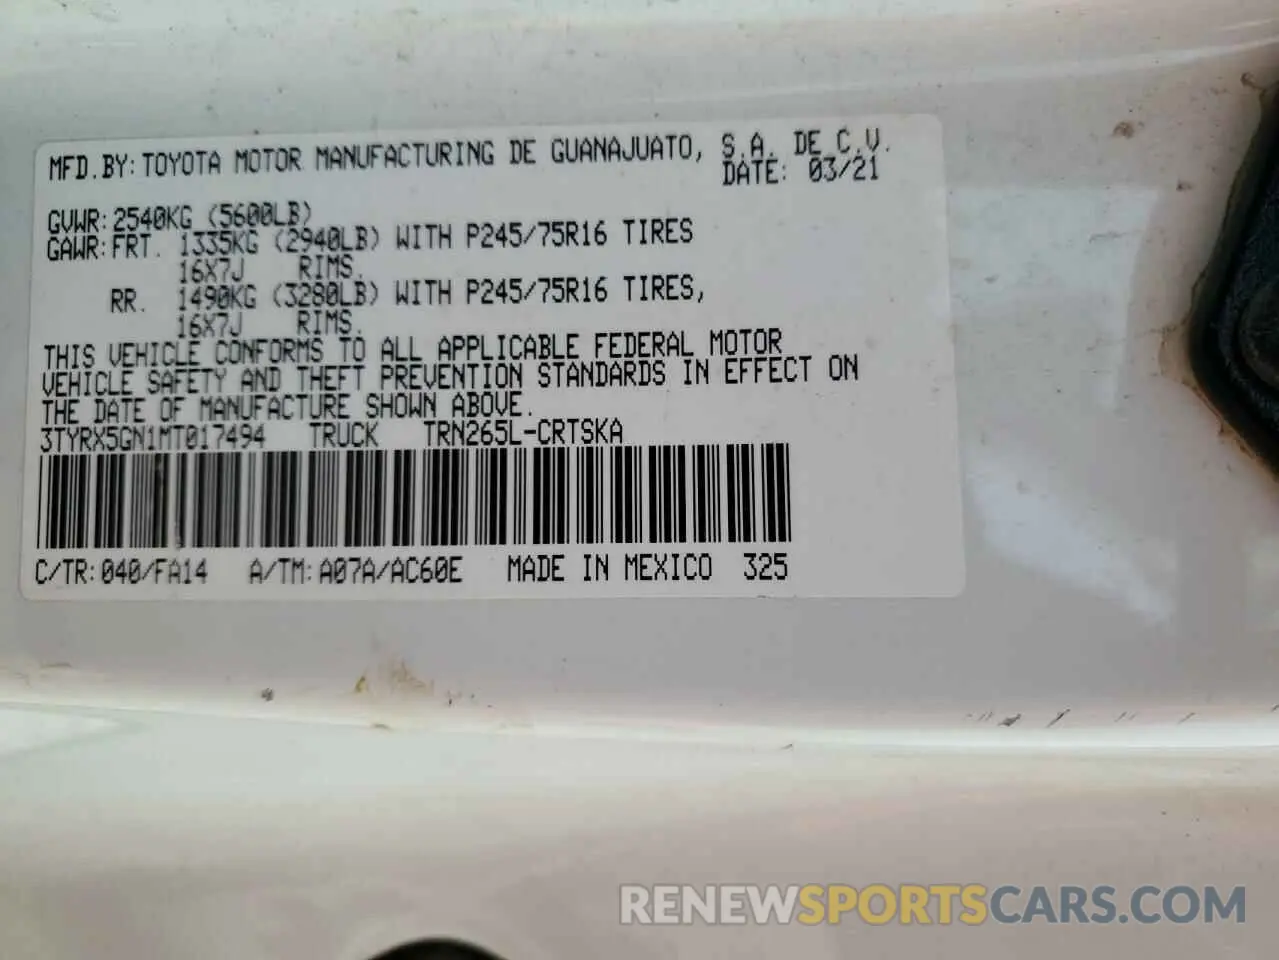 MFD.BY:TOYOTA MOTOR MANUFACTURING DE GUANAJUATO, S.A. DE C.V.
DATE: 03/21
GVWR:2540KG (5600LB)
GAWR:FRT. 1335KG (2940LB) WITH P245/75R16 TIRES
16X7J RIMS.
RR. 1490KG (3280LB) WITH P245/75R16 TIRES,
16X7J RIMS.
THIS VEHICLE CONFORMS TO ALL APPLICABLE FEDERAL MOTOR
VEHICLE SAFETY AND THEFT PREVENTION STANDARDS IN EFFECT ON
THE DATE OF MANUFACTURE SHOWN ABOVE.
3TYRX5GN1MT017494 TRUCK TRN265L-CRTSKA
C/TR:040/FA14 A/TM:A07A/AC60E MADE IN MEXICO 325
RENEWSPORTSCARS.COM